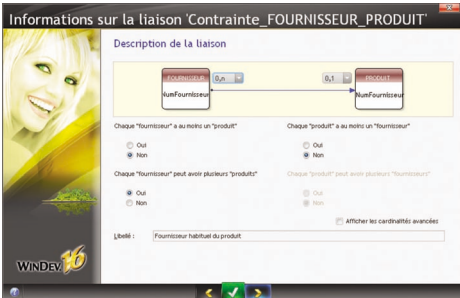 Informations sur la liaison 'Contrainte_FOURNISSEUR_PRODUIT'
Description de la liaison
FOURNISSEUR 0,n 0,1 PRODUIT
NumFournisseur NumFournisseur
Chaque "fournisseur" a au moins un "produit" Chaque "produit" a au moins un "fournisseur"
Oui Oui
Non Non
Chaque "fournisseur" peut avoir plusieurs "produits" Chaque "produit" peut avoir plusieurs "fournisseurs"
Oui Oui
Non Non
Afficher les cardinalités avancées
Libellé : Fournisseur habituel du produit
WINDEV 16